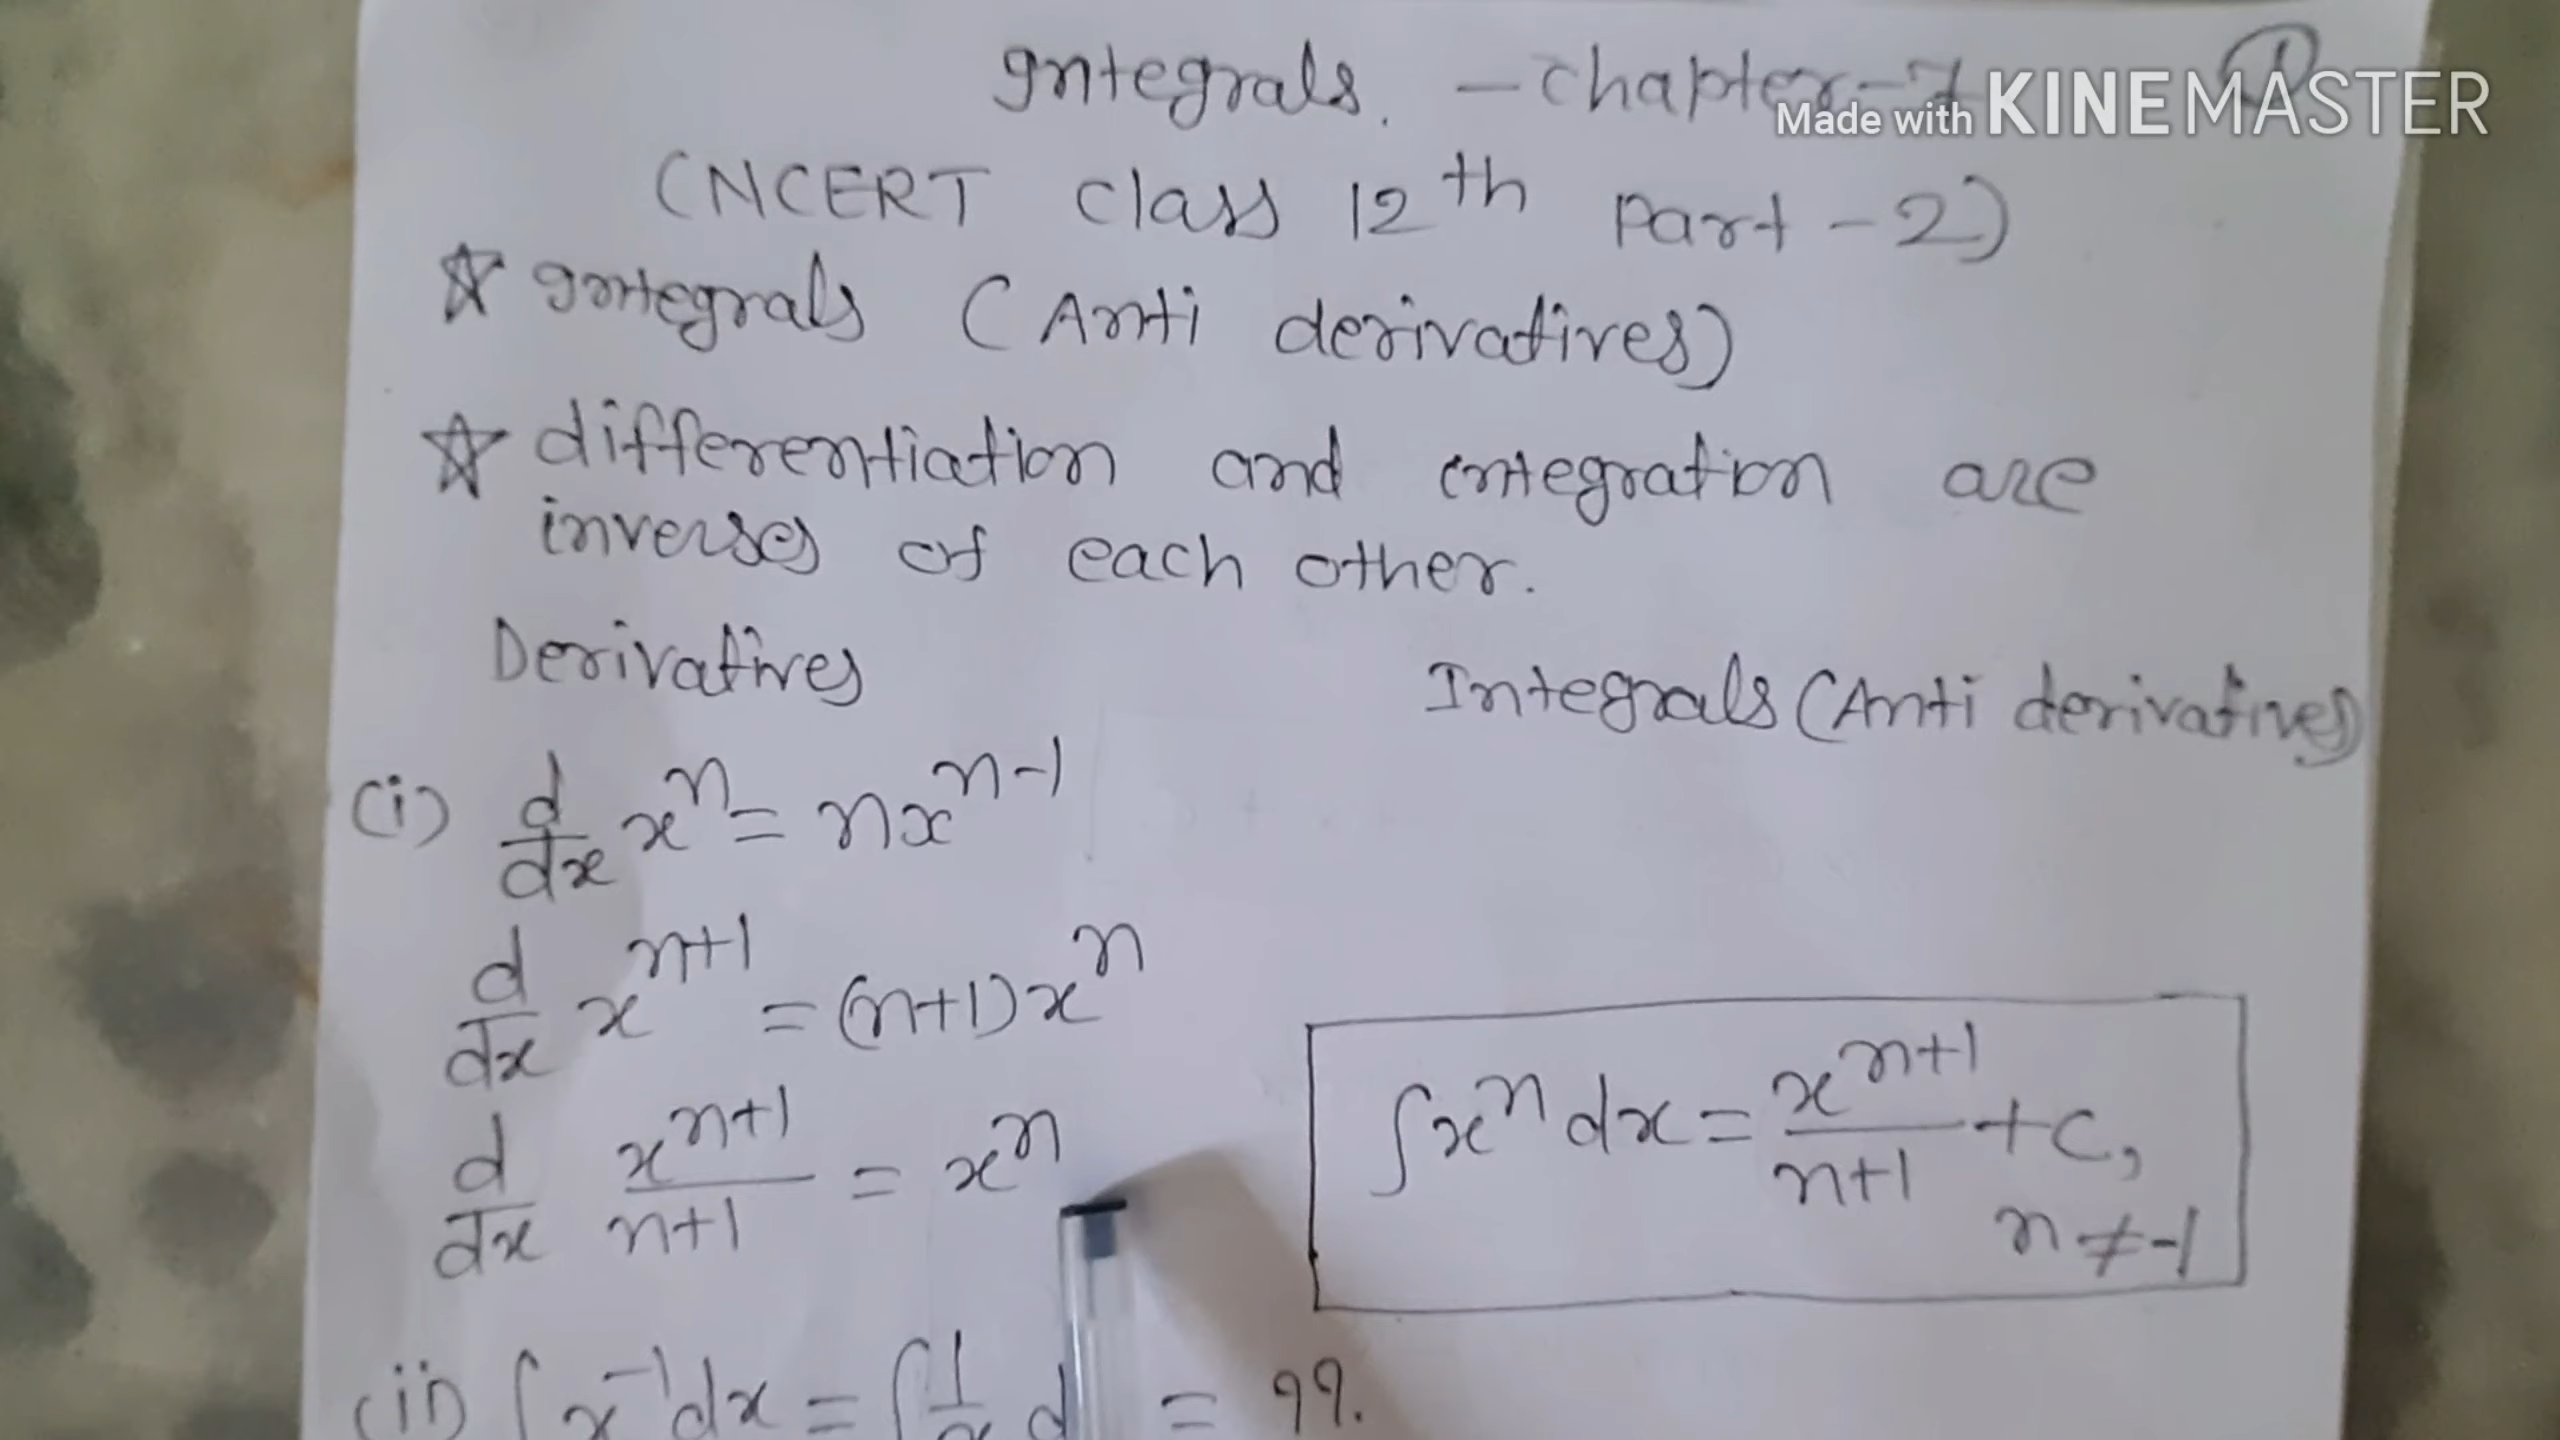 Integrals. - Chapter-7 1
Made with KINEMASTER
(NCERT Class 12th Part-2)
☆ Integrals (Anti derivatives)
☆ differentiation and integration are
inverses of each other.
Derivatives Integrals (Anti derivatives)
(i) d/dx x^n = nx^(n-1)
d/dx x^(n+1) = (n+1)x^n
d/dx x^(n+1)/(n+1) = x^n
∫x^n dx = x^(n+1)/(n+1) + c,
n ≠ -1
(ii) ∫x^-1 dx = ∫1/x d = ??.